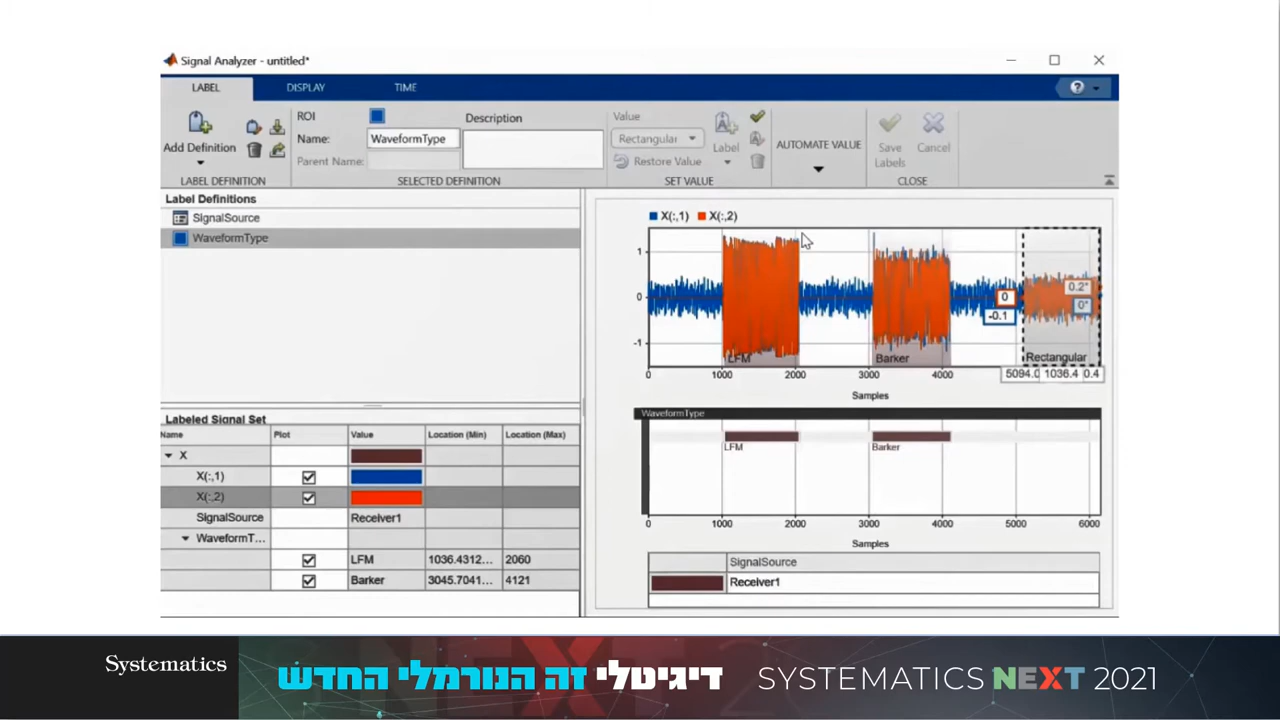 Signal Analyzer - untitled*
LABEL DISPLAY TIME
Add Definition
LABEL DEFINITION
ROI
Name: WaveformType
Parent Name:
Description
SELECTED DEFINITION
Value
Rectangular
Restore Value
Label
SET VALUE
AUTOMATE VALUE
Save Labels
Cancel
CLOSE
Label Definitions
SignalSource
WaveformType
Labeled Signal Set
Name Plot Value Location (Min) Location (Max)
X
X(:,1)
X(:,2)
SignalSource Receiver1
WaveformT...
LFM 1036.4312... 2060
Barker 3045.7041... 4121
X(:,1) X(:,2)
1
0
-1
0
-0.1
0.2*
0*
LFM Barker Rectangular
0 1000 2000 3000 4000 5094.0 1036.4 0.4
Samples
WaveformType
LFM Barker
0 1000 2000 3000 4000 5000 6000
Samples
SignalSource
Receiver1
Systematics
דיגיטלי זה הנורמלי החדש
SYSTEMATICS NEXT 2021